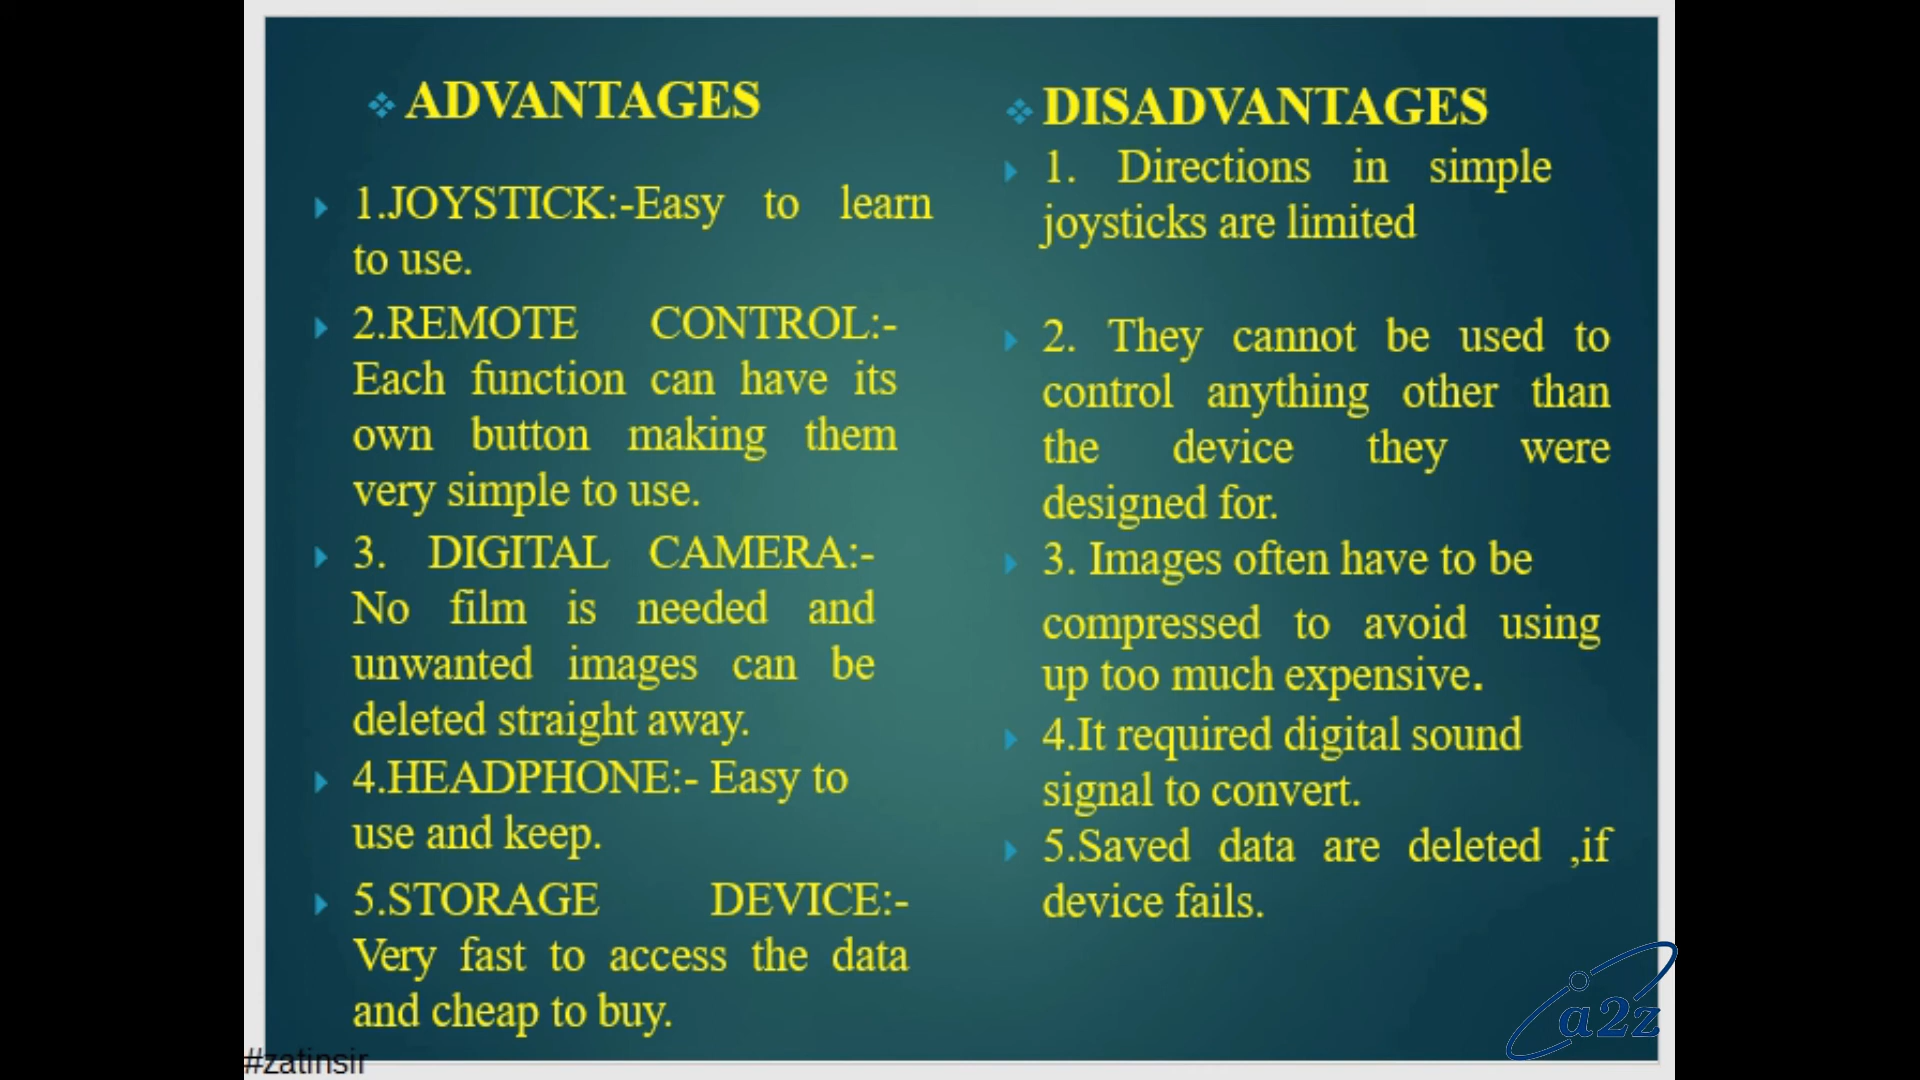 ADVANTAGES
1.JOYSTICK:-Easy to learn
to use.
2.REMOTE CONTROL:-
Each function can have its
own button making them
very simple to use.
3. DIGITAL CAMERA:-
No film is needed and
unwanted images can be
deleted straight away.
4.HEADPHONE:- Easy to
use and keep.
5.STORAGE DEVICE:-
Very fast to access the data
and cheap to buy.
DISADVANTAGES
1. Directions in simple
joysticks are limited
2. They cannot be used to
control anything other than
the device they were
designed for.
3. Images often have to be
compressed to avoid using
up too much expensive.
4.It required digital sound
signal to convert.
5.Saved data are deleted ,if
device fails.
a2z
#zatinsir